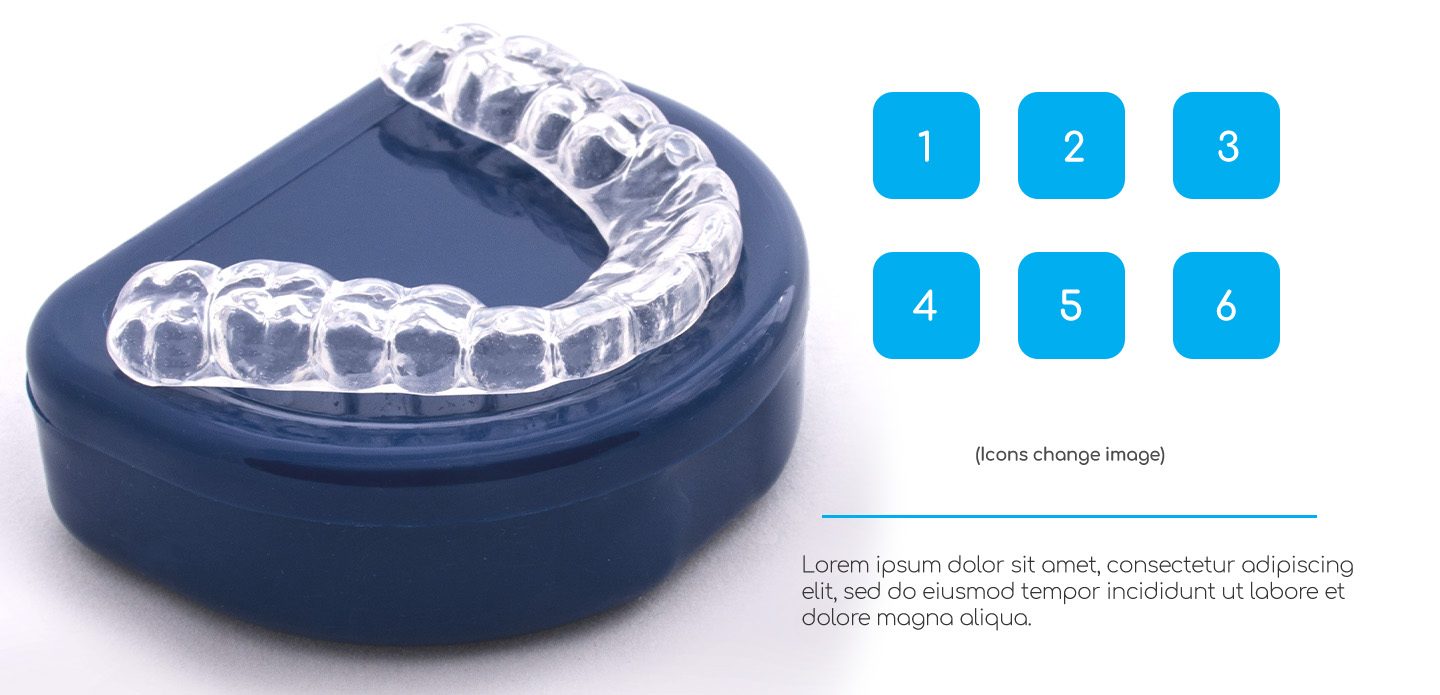 1 2 3
4 5 6
(Icons change image)
Lorem ipsum dolor sit amet, consectetur adipiscing
elit, sed do eiusmod tempor incididunt ut labore et
dolore magna aliqua.